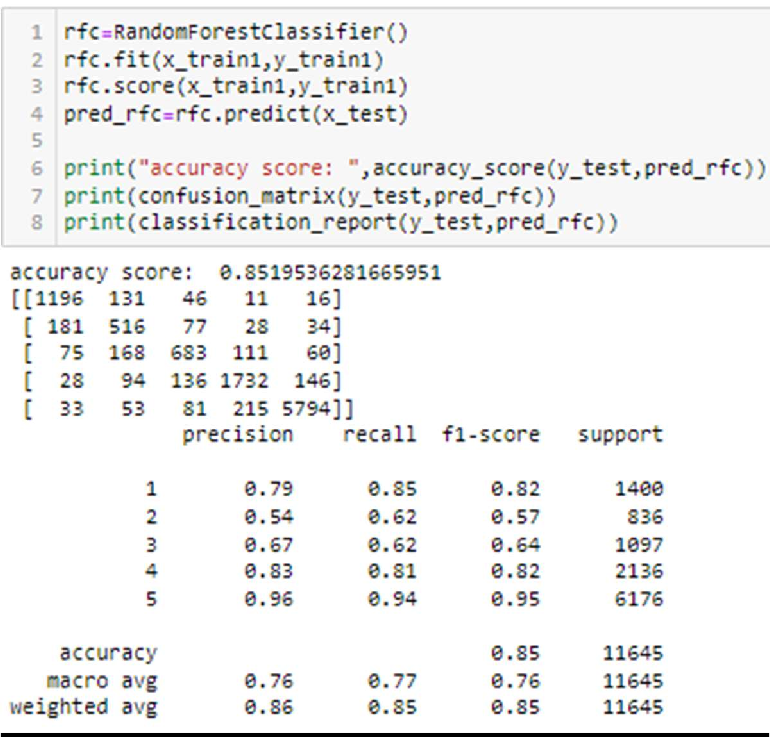 1 rfc=RandomForestClassifier()
2 rfc.fit(x_train1,y_train1)
3 rfc.score(x_train1,y_train1)
4 pred_rfc=rfc.predict(x_test)
5
6 print("accuracy score: ",accuracy_score(y_test,pred_rfc))
7 print(confusion_matrix(y_test,pred_rfc))
8 print(classification_report(y_test,pred_rfc))
accuracy score:  0.8519536281665951
[[1196  131   46   11   16]
 [ 181  516   77   28   34]
 [  75  168  683  111   60]
 [  28   94  136 1732  146]
 [  33   53   81  215 5794]]
              precision    recall  f1-score   support
           1       0.79      0.85      0.82      1400
           2       0.54      0.62      0.57       836
           3       0.67      0.62      0.64      1097
           4       0.83      0.81      0.82      2136
           5       0.96      0.94      0.95      6176
    accuracy                           0.85     11645
   macro avg       0.76      0.77      0.76     11645
weighted avg       0.86      0.85      0.85     11645